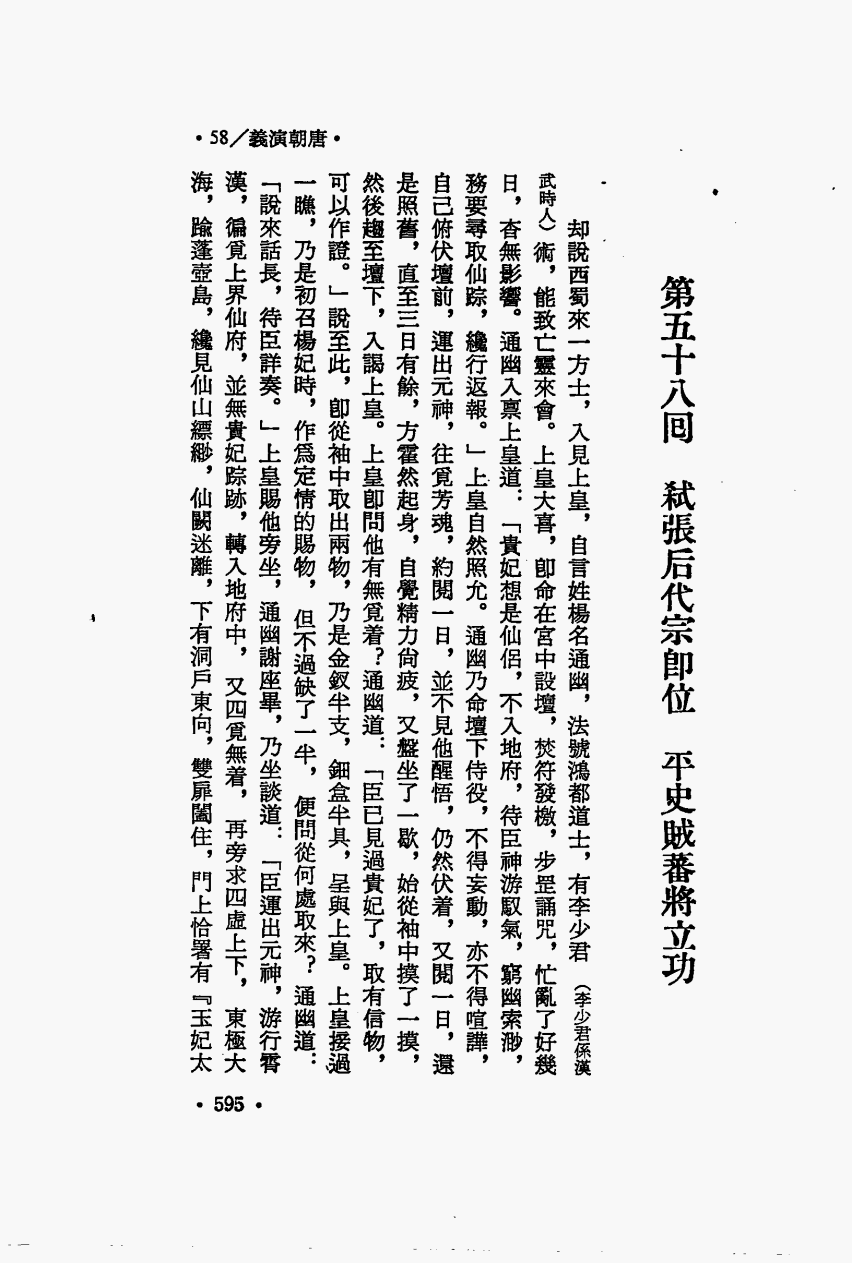 ·唐朝演義/58·
第五十八回　弒張后代宗卽位　平史賊蕃將立功
却說西蜀來一方士，入見上皇，自言姓楊名通幽，法號鴻都道士，有李少君（李少君係漢
武時人）術，能致亡靈來會。上皇大喜，卽命在宮中設壇，焚符發檄，步罡誦咒，忙亂了好幾
日，杳無影響。通幽入禀上皇道：「貴妃想是仙侶，不入地府，待臣神游馭氣，窮幽索渺，
務要尋取仙踪，纔行返報。」上皇自然照允。通幽乃命壇下侍役，不得妄動，亦不得喧譁，
自己俯伏壇前，運出元神，往覓芳魂，約閱一日，並不見他醒悟，仍然伏着，又閱一日，還
是照舊，直至三日有餘，方霍然起身，自覺精力尙疲，又盤坐了一歇，始從袖中摸了一摸，
然後趨至壇下，入謁上皇。上皇卽問他有無覓着？通幽道：「臣已見過貴妃了，取有信物，
可以作證。」說至此，卽從袖中取出兩物，乃是金釵半支，鈿盒半具，呈與上皇。上皇接過
一瞧，乃是初召楊妃時，作爲定情的賜物，但不過缺了一半，便問從何處取來？通幽道：
「說來話長，待臣詳奏。」上皇賜他旁坐，通幽謝座畢，乃坐談道：「臣運出元神，游行霄
漢，徧覓上界仙府，並無貴妃踪跡，轉入地府中，又四覓無着，再旁求四虛上下，東極大
海，踰蓬壺島，纔見仙山縹緲，仙闕迷離，下有洞戶東向，雙扉闔住，門上恰署有『玉妃太
·595·